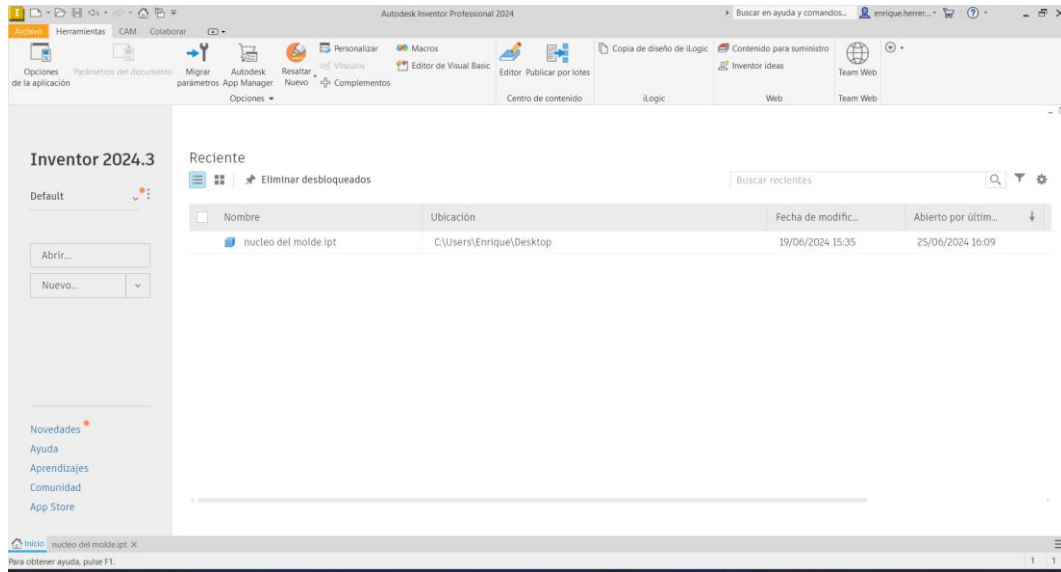 Autodesk Inventor Professional 2024
Buscar en ayuda y comandos...
enrique.herrer...
Archivo Herramientas CAM Colaborar
Opciones de la aplicación
Parámetros del documento
Migrar parámetros
Autodesk App Manager
Resaltar Nuevo
Personalizar
Vínculos
Complementos
Macros
Editor de Visual Basic
Opciones
Editor
Publicar por lotes
Centro de contenido
Copia de diseño de iLogic
iLogic
Contenido para suministro
Inventor ideas
Web
Team Web
Team Web
Inventor 2024.3
Default
Abrir...
Nuevo...
Novedades
Ayuda
Aprendizajes
Comunidad
App Store
Reciente
Eliminar desbloqueados
Buscar recientes
Nombre Ubicación Fecha de modific... Abierto por últim...
nucleo del molde.ipt C:\Users\Enrique\Desktop 19/06/2024 15:35 25/06/2024 16:09
Inicio nucleo del molde.ipt
Para obtener ayuda, pulse F1.
1 1